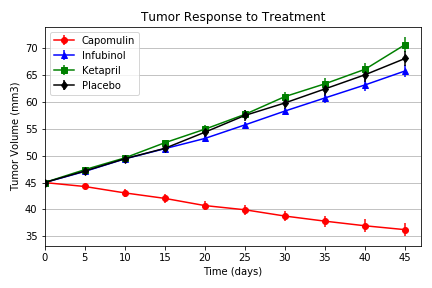 Tumor Response to Treatment
Capomulin
Infubinol
Ketapril
Placebo
Tumor Volume (mm3)
70
65
60
55
50
45
40
35
0 5 10 15 20 25 30 35 40 45
Time (days)